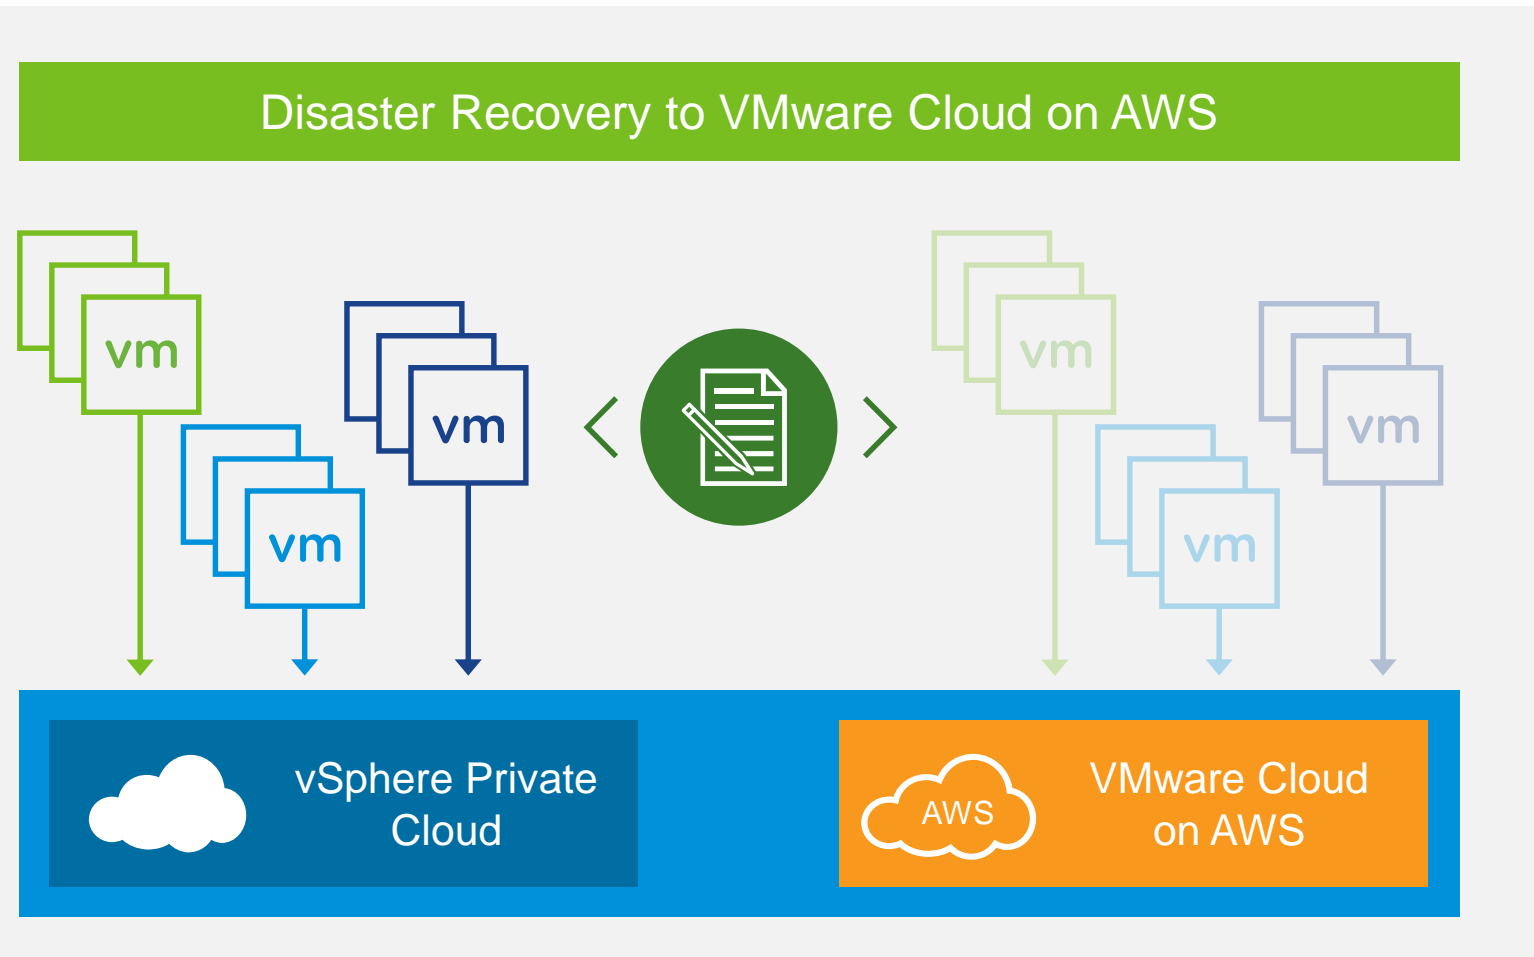 Disaster Recovery to VMware Cloud on AWS
vm
vm
vm
vm
vm
vm
vSphere Private
Cloud
AWS
VMware Cloud
on AWS